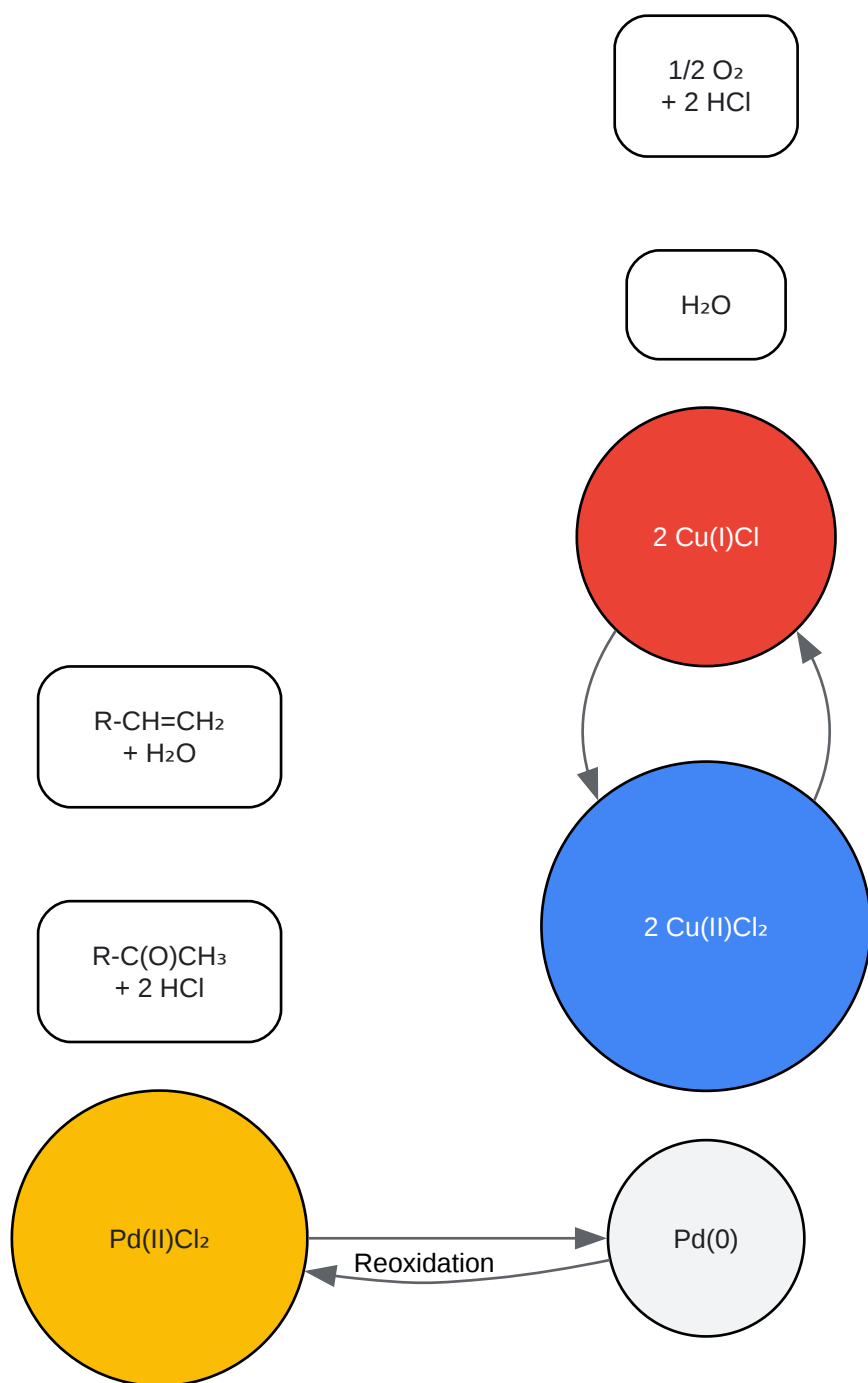 1/2 O₂
+ 2 HCl
H₂O
2 Cu(I)Cl
R-CH=CH₂
+ H₂O
2 Cu(II)Cl₂
R-C(O)CH₃
+ 2 HCl
Pd(II)Cl₂
Reoxidation
Pd(0)